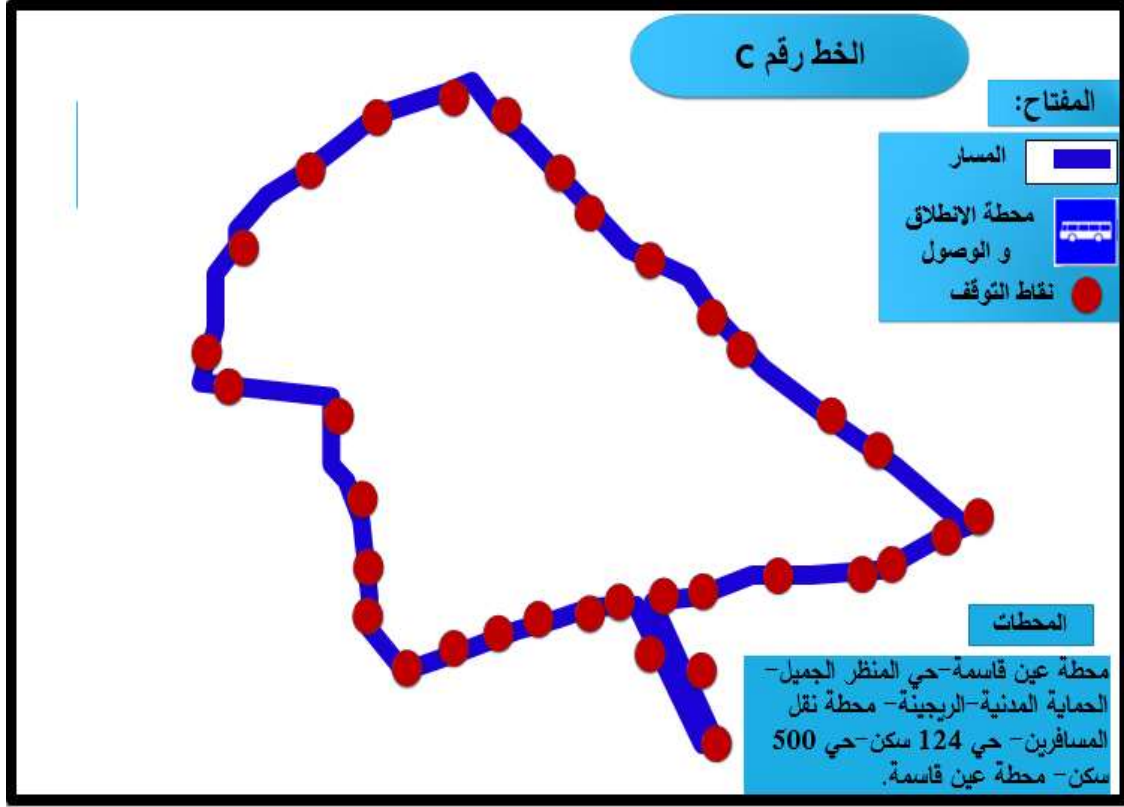 الخط رقم C
المفتاح:
المسار
محطة الانطلاق
و الوصول
نقاط التوقف
المحطات
محطة عين قاسمة-حي المنظر الجميل-
الحماية المدنية-الريجينة- محطة نقل
المسافرين- حي 124 سكن-حي 500
سكن- محطة عين قاسمة.